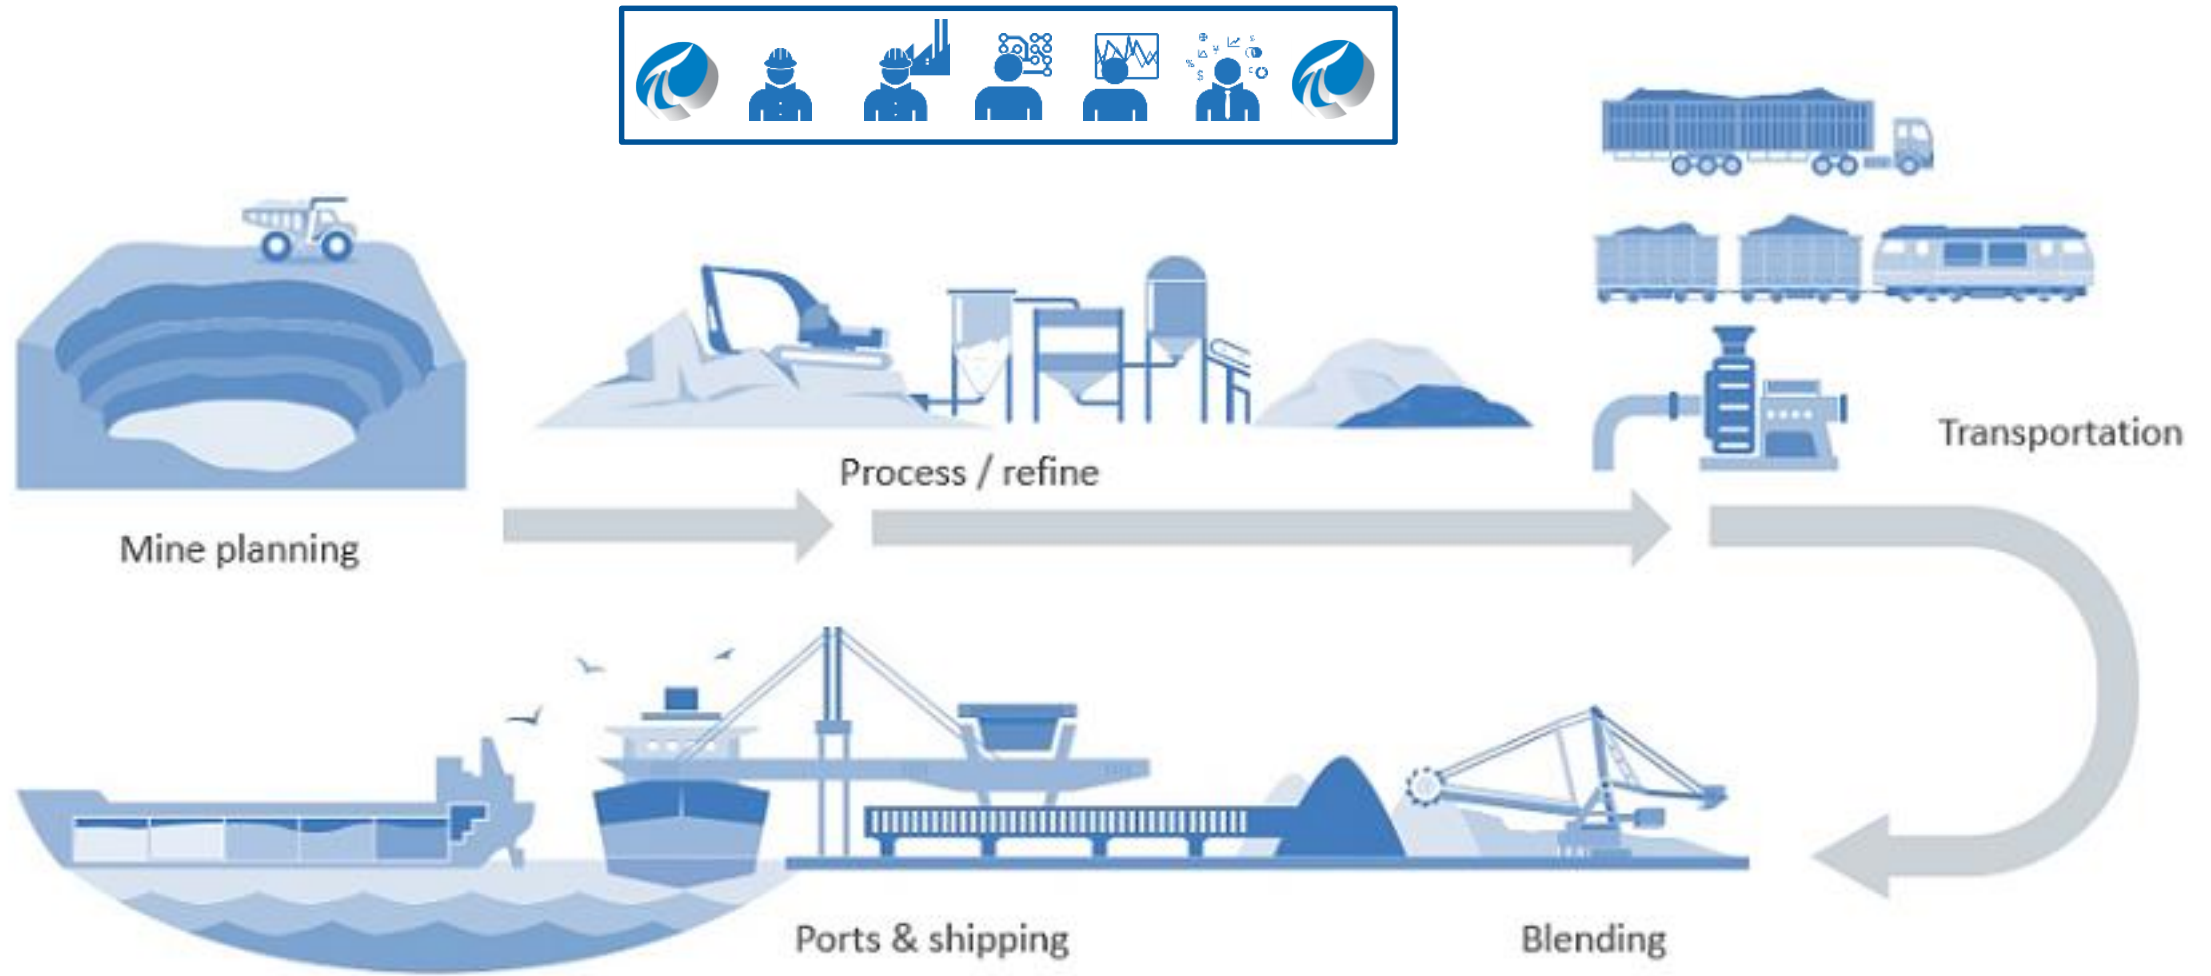 Process / refine
Transportation
Mine planning
Ports & shipping
Blending